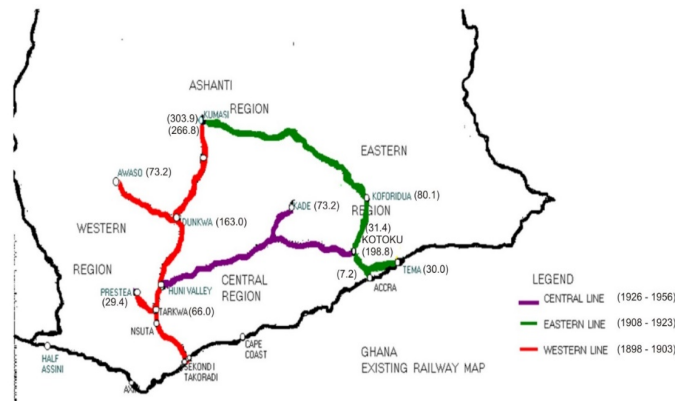 ASHANTI
REGION
(303.9) KUMASI
(266.8)
EASTERN
REGION
AWASO (73.2)
KOFORIDUA (80.1)
KADE (73.2)
DUNKWA (163.0)
(31.4)
KOTOKU
(198.8)
WESTERN
REGION
CENTRAL
REGION
(7.2)
TEMA (30.0)
ACCRA
PRESTEA
(29.4)
HUNI VALLEY
TARKWA (66.0)
NSUTA
HALF
ASSINI
SEKONDI
TAKORADI
CAPE
COAST
GHANA
EXISTING RAILWAY MAP
LEGEND
CENTRAL LINE (1926 - 1956)
EASTERN LINE (1908 - 1923)
WESTERN LINE (1898 - 1903)